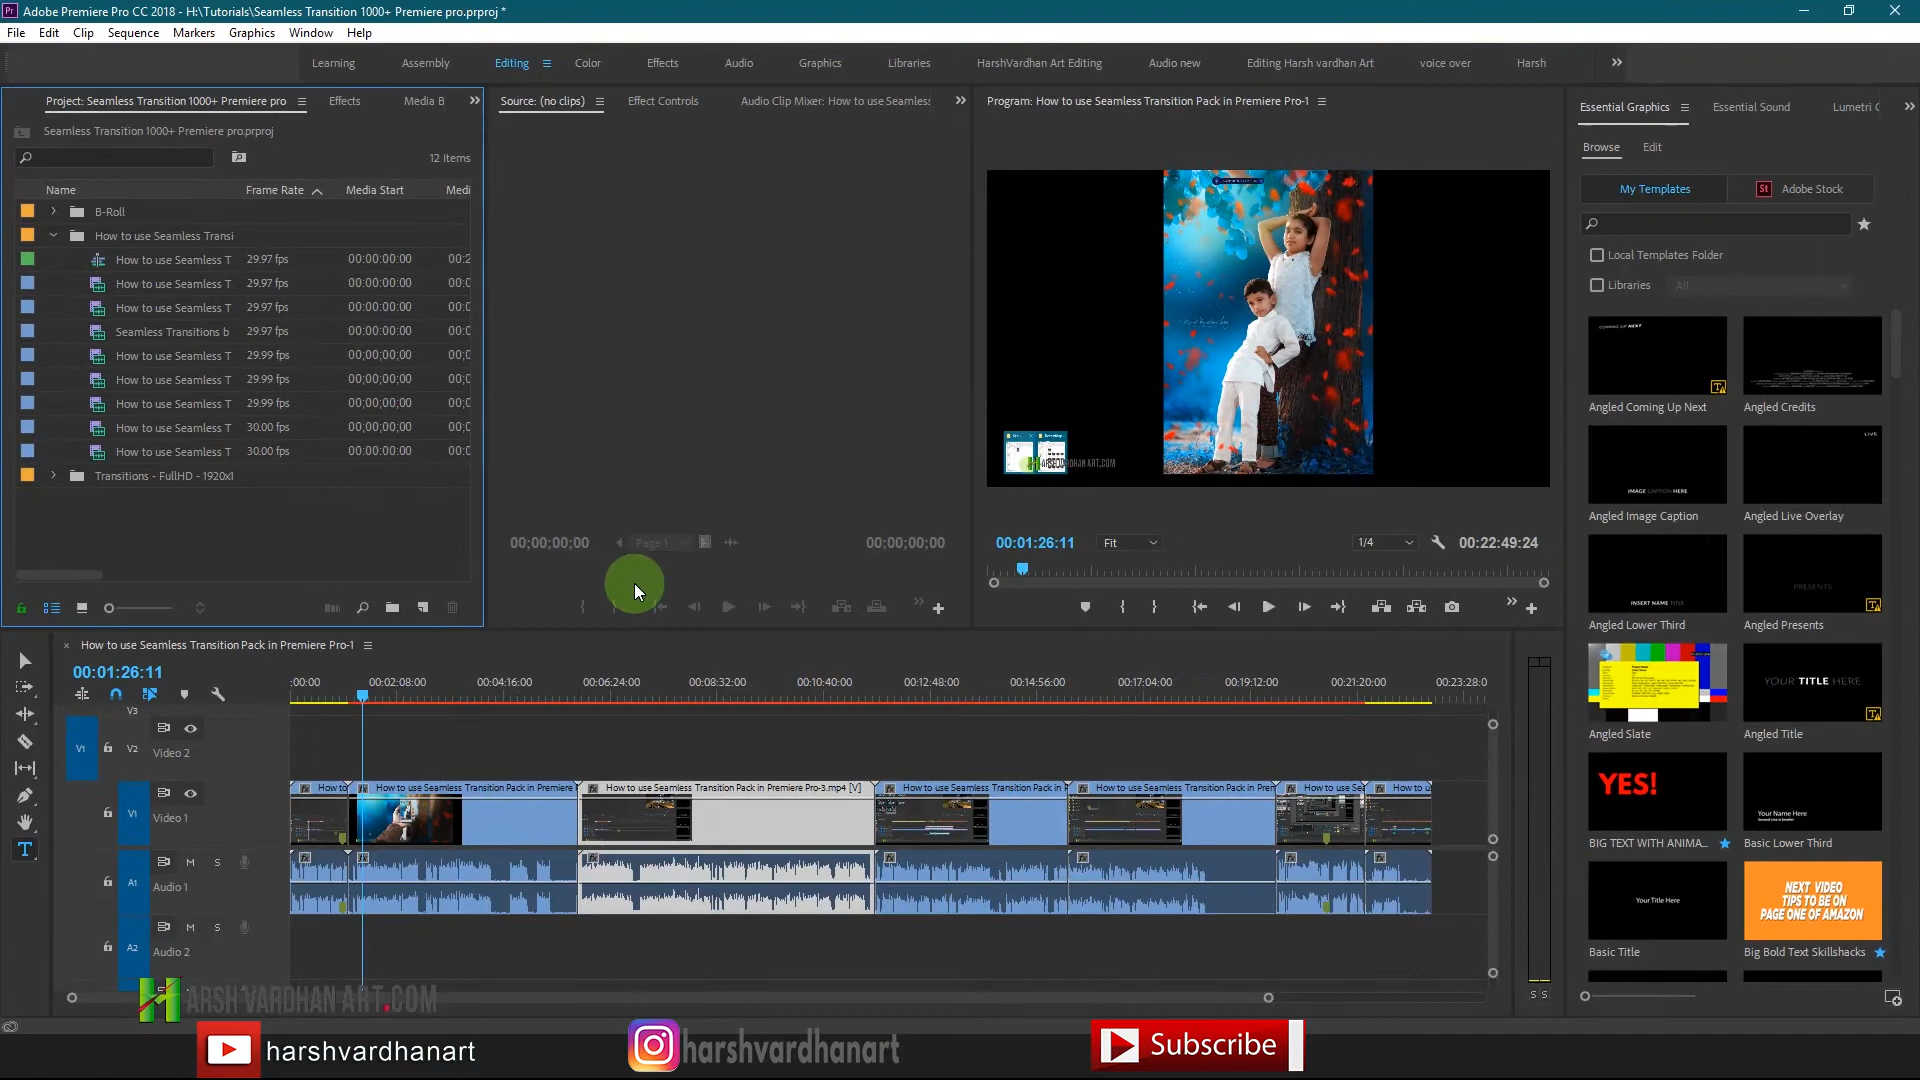 Adobe Premiere Pro CC 2018 - H:\Tutorials\Seamless Transition 1000+ Premiere pro.prproj *
File Edit Clip Sequence Markers Graphics Window Help
Learning Assembly Editing Color Effects Audio Graphics Libraries HarshVardhan Art Editing Audio new Editing Harsh vardhan Art voice over Harsh
Project: Seamless Transition 1000+ Premiere pro Effects Media B
Seamless Transition 1000+ Premiere pro.prproj
12 Items
Name Frame Rate Media Start Medi
B-Roll
How to use Seamless Transi
How to use Seamless T 29.97 fps 00:00:00:00 00:2
How to use Seamless T 29.97 fps 00:00:00:00 00:0
How to use Seamless T 29.97 fps 00:00:00:00 00:0
Seamless Transitions b 29.97 fps 00:00:00:00 00:0
How to use Seamless T 29.99 fps 00;00;00;00 00;0
How to use Seamless T 29.99 fps 00;00;00;00 00;0
How to use Seamless T 29.99 fps 00;00;00;00 00;0
How to use Seamless T 30.00 fps 00;00;00;00 00;0
How to use Seamless T 30.00 fps 00:00:00:00 00:0
Transitions - FullHD - 1920x1
Source: (no clips) Effect Controls Audio Clip Mixer: How to use Seamless
00;00;00;00 Page 1 00;00;00;00
Program: How to use Seamless Transition Pack in Premiere Pro-1
ARSH VARDHAN ART.COM
00:01:26:11 Fit 1/4 00:22:49:24
Essential Graphics Essential Sound Lumetri C
Browse Edit
My Templates St Adobe Stock
Local Templates Folder
Libraries All
COMING UP NEXT
Angled Coming Up Next Angled Credits
IMAGE CAPTION HERE LIVE
Angled Image Caption Angled Live Overlay
INSERT NAME TITLE PRESENTS
Angled Lower Third Angled Presents
YOUR TITLE HERE
Angled Slate Angled Title
YES! Your Name Here
BIG TEXT WITH ANIMA... Basic Lower Third
Your Title Here
NEXT VIDEO
TIPS TO BE ON
PAGE ONE OF AMAZON
Basic Title Big Bold Text Skillshacks
How to use Seamless Transition Pack in Premiere Pro-1
00:01:26:11
:00:00 00:02:08:00 00:04:16:00 00:06:24:00 00:08:32:00 00:10:40:00 00:12:48:00 00:14:56:00 00:17:04:00 00:19:12:00 00:21:20:00 00:23:28:0
V3
V1 V2 Video 2
V1 Video 1
fx How to fx How to use Seamless Transition Pack in Premiere fx How to use Seamless Transition Pack in Premiere Pro-3.mp4 [V] fx How to use Seamless Transition Pack in P fx How to use Seamless Transition Pack in Pren fx How to use Sea fx How to u
A1 M S Audio 1
A2 M S Audio 2
S S
ARSH VARDHAN ART.COM
harshvardhanart harshvardhanart Subscribe